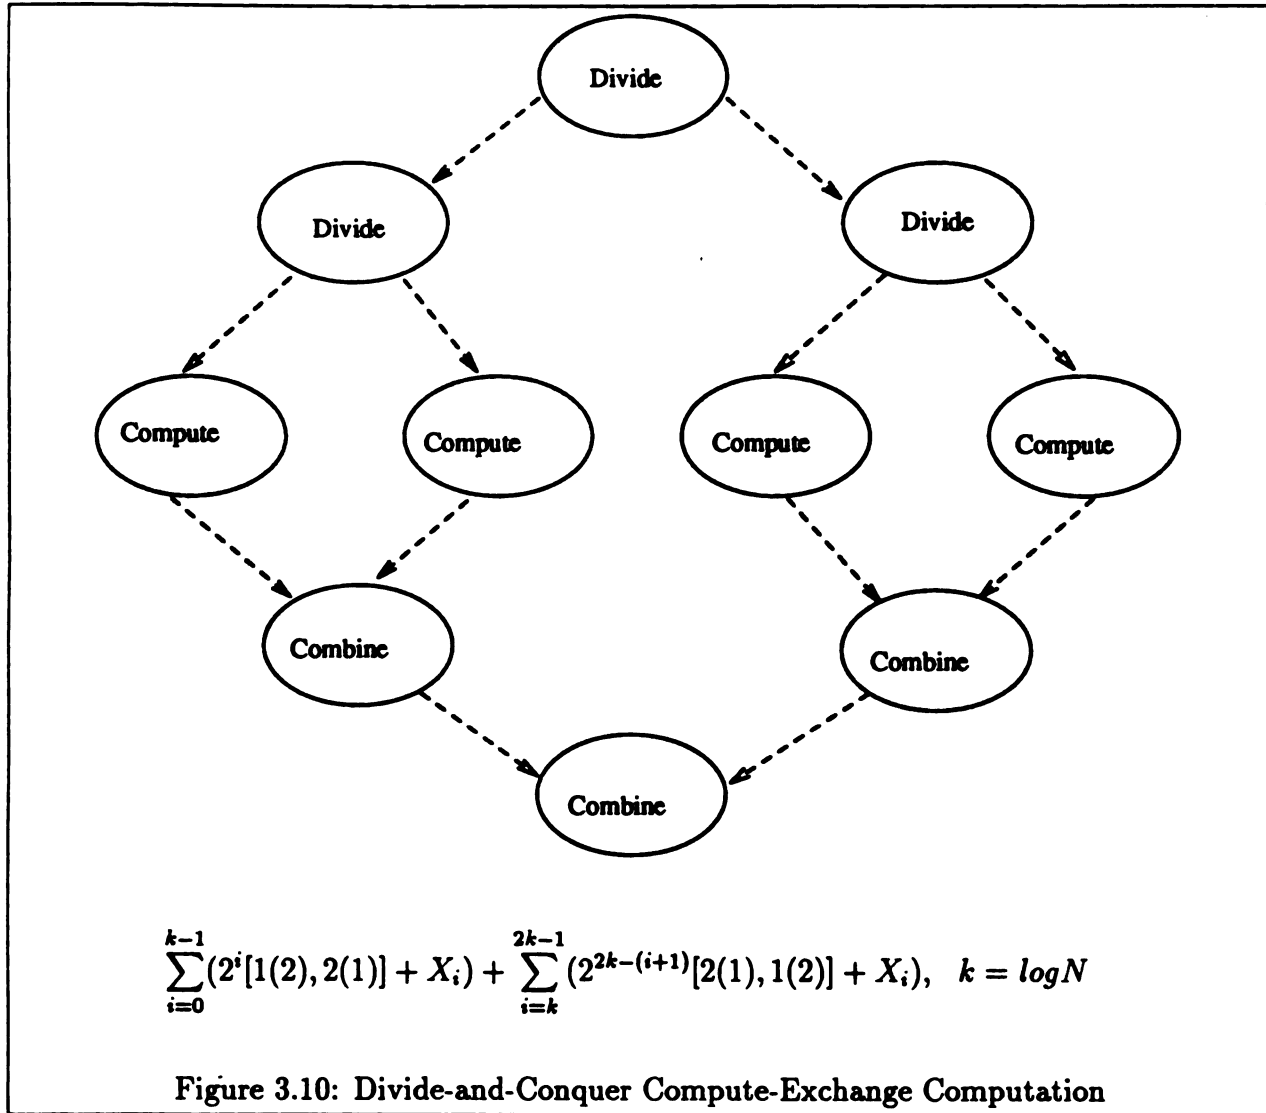 Divide
Divide Divide
Compute Compute Compute Compute
Combine Combine
Combine
\sum_{i=0}^{k-1}(2^i[1(2), 2(1)] + X_i) + \sum_{i=k}^{2k-1}(2^{2k-(i+1)}[2(1), 1(2)] + X_i), k = logN
Figure 3.10: Divide-and-Conquer Compute-Exchange Computation